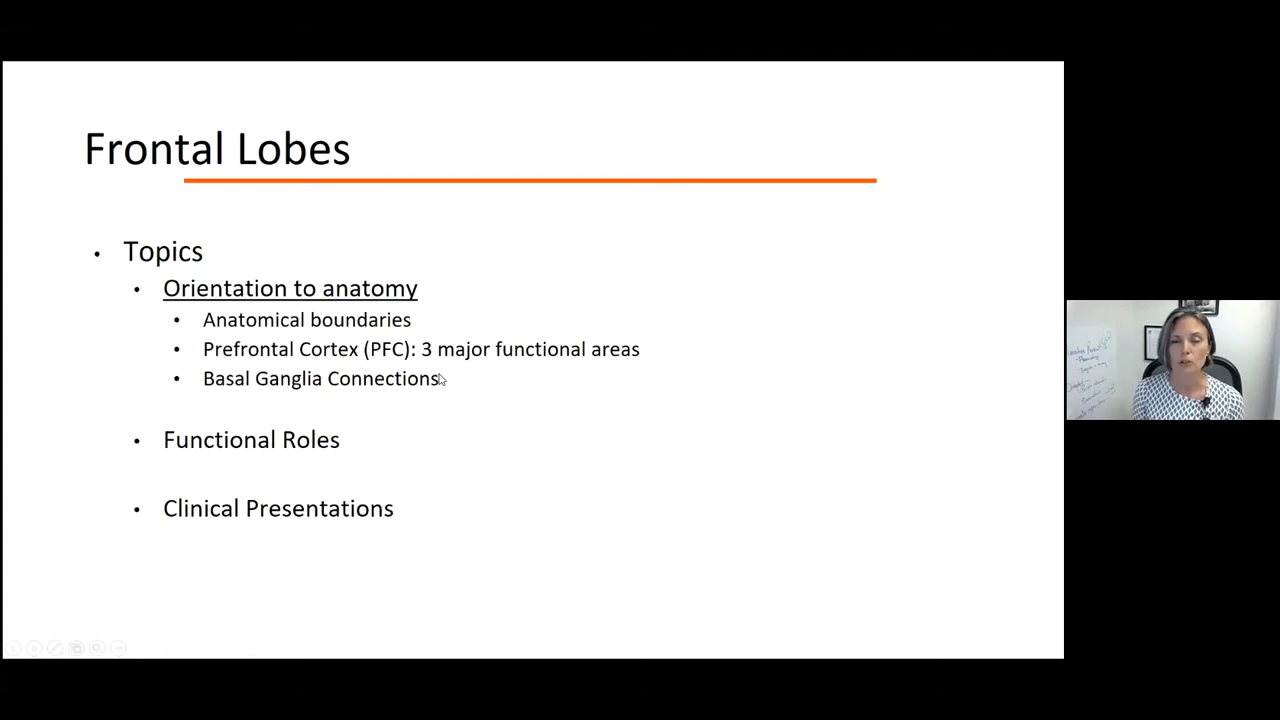 Frontal Lobes
• Topics
• Orientation to anatomy
• Anatomical boundaries
• Prefrontal Cortex (PFC): 3 major functional areas
• Basal Ganglia Connections
• Functional Roles
• Clinical Presentations